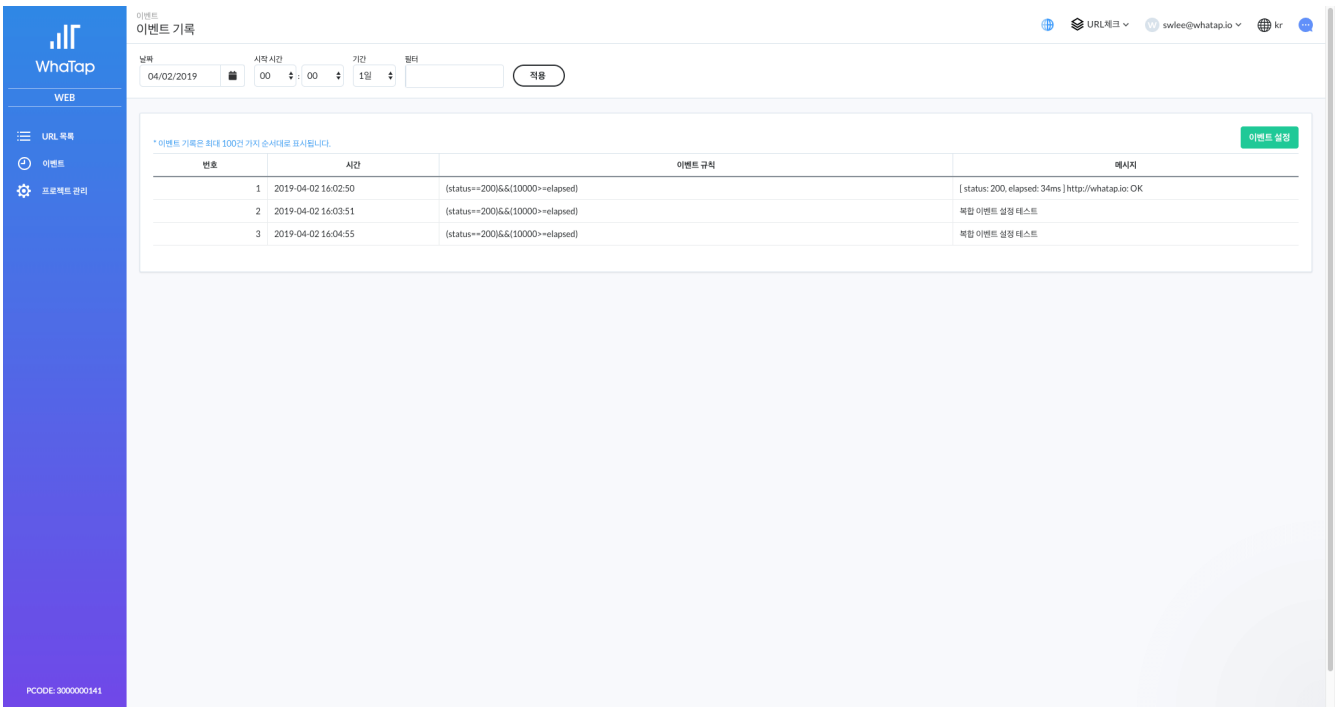 WhaTap
WEB
URL 목록
이벤트
프로젝트 관리
PCODE: 3000000141
이벤트
이벤트 기록
URL체크
W swlee@whatap.io
kr
날짜 시작 시간 기간 필터
04/02/2019 00 : 00 1일 적용
* 이벤트 기록은 최대 100건 가지 순서대로 표시됩니다.
이벤트 설정
번호 시간 이벤트 규칙 메시지
1 2019-04-02 16:02:50 (status==200)&&(10000>=elapsed) [ status: 200, elapsed: 34ms ] http://whatap.io: OK
2 2019-04-02 16:03:51 (status==200)&&(10000>=elapsed) 복합 이벤트 설정 테스트
3 2019-04-02 16:04:55 (status==200)&&(10000>=elapsed) 복합 이벤트 설정 테스트